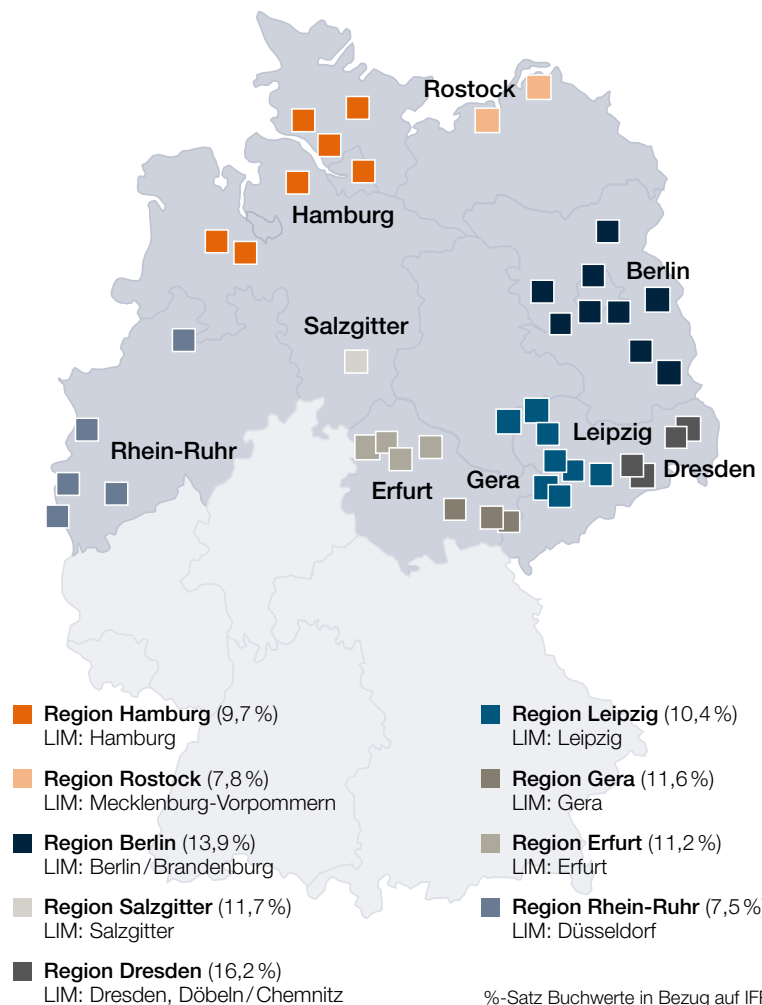 Rostock
Hamburg
Berlin
Salzgitter
Leipzig
Rhein-Ruhr
Dresden
Erfurt
Gera
Region Hamburg (9,7 %)
LIM: Hamburg
Region Rostock (7,8 %)
LIM: Mecklenburg-Vorpommern
Region Berlin (13,9 %)
LIM: Berlin/Brandenburg
Region Salzgitter (11,7 %)
LIM: Salzgitter
Region Dresden (16,2 %)
LIM: Dresden, Döbeln/Chemnitz
Region Leipzig (10,4 %)
LIM: Leipzig
Region Gera (11,6 %)
LIM: Gera
Region Erfurt (11,2 %)
LIM: Erfurt
Region Rhein-Ruhr (7,5 %
LIM: Düsseldorf
%-Satz Buchwerte in Bezug auf